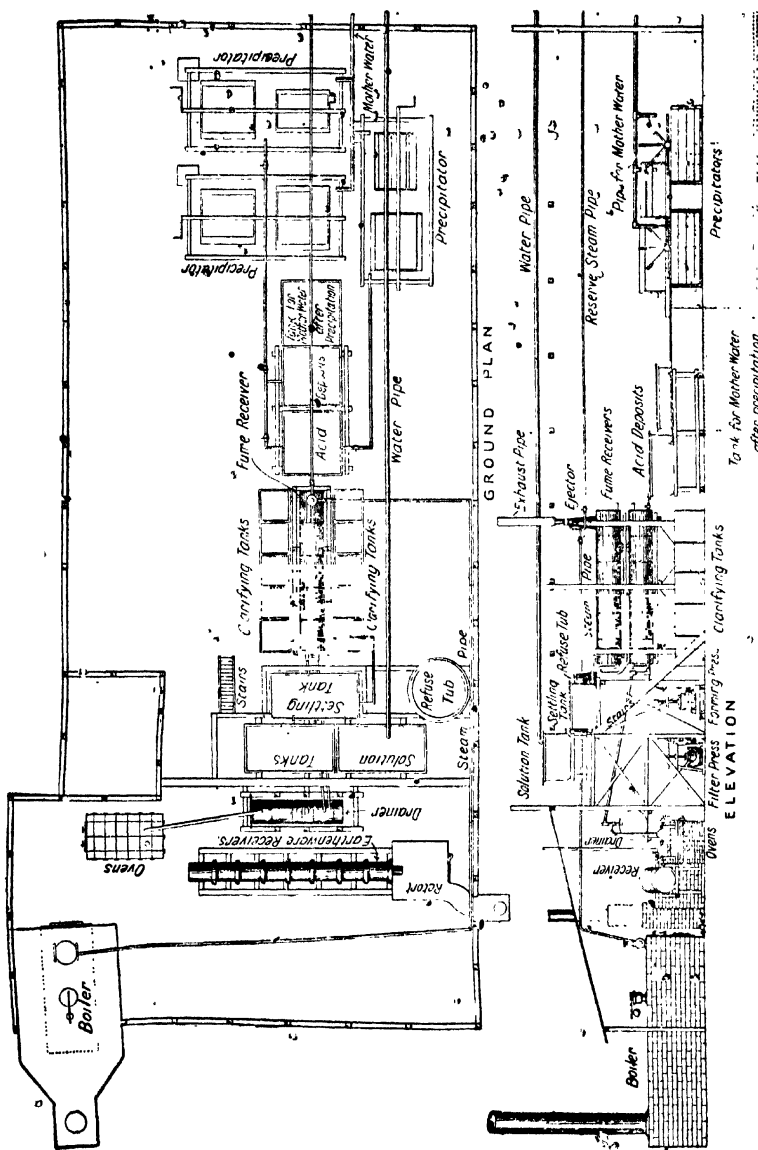 Precipitator
Precipitator
Mother Water
Precipitator
Tank for
Mother Water
after
Precipitation
Acid
Deposits
Fume Receiver
Water Pipe
Clarifying Tanks
Clarifying Tanks
Stairs
Settling
Tank
Refuse
Tub
Steam Pipe
Tanks
Solution
Drainer
Earthenware Receivers.
Retort
Ovens
Boiler
GROUND PLAN
Water Pipe
Reserve Steam Pipe
Pipe for Mother Water
Precipitators
Tank for Mother Water
after precipitation
Exhaust Pipe
Ejector
Fume Receivers
Acid Deposits
Steam Pipe
Clarifying Tanks
Solution Tank
Settling
Tank
Refuse Tub
Stairs
Drainer
Receiver
Ovens
Filter Press
Boiler
ELEVATION